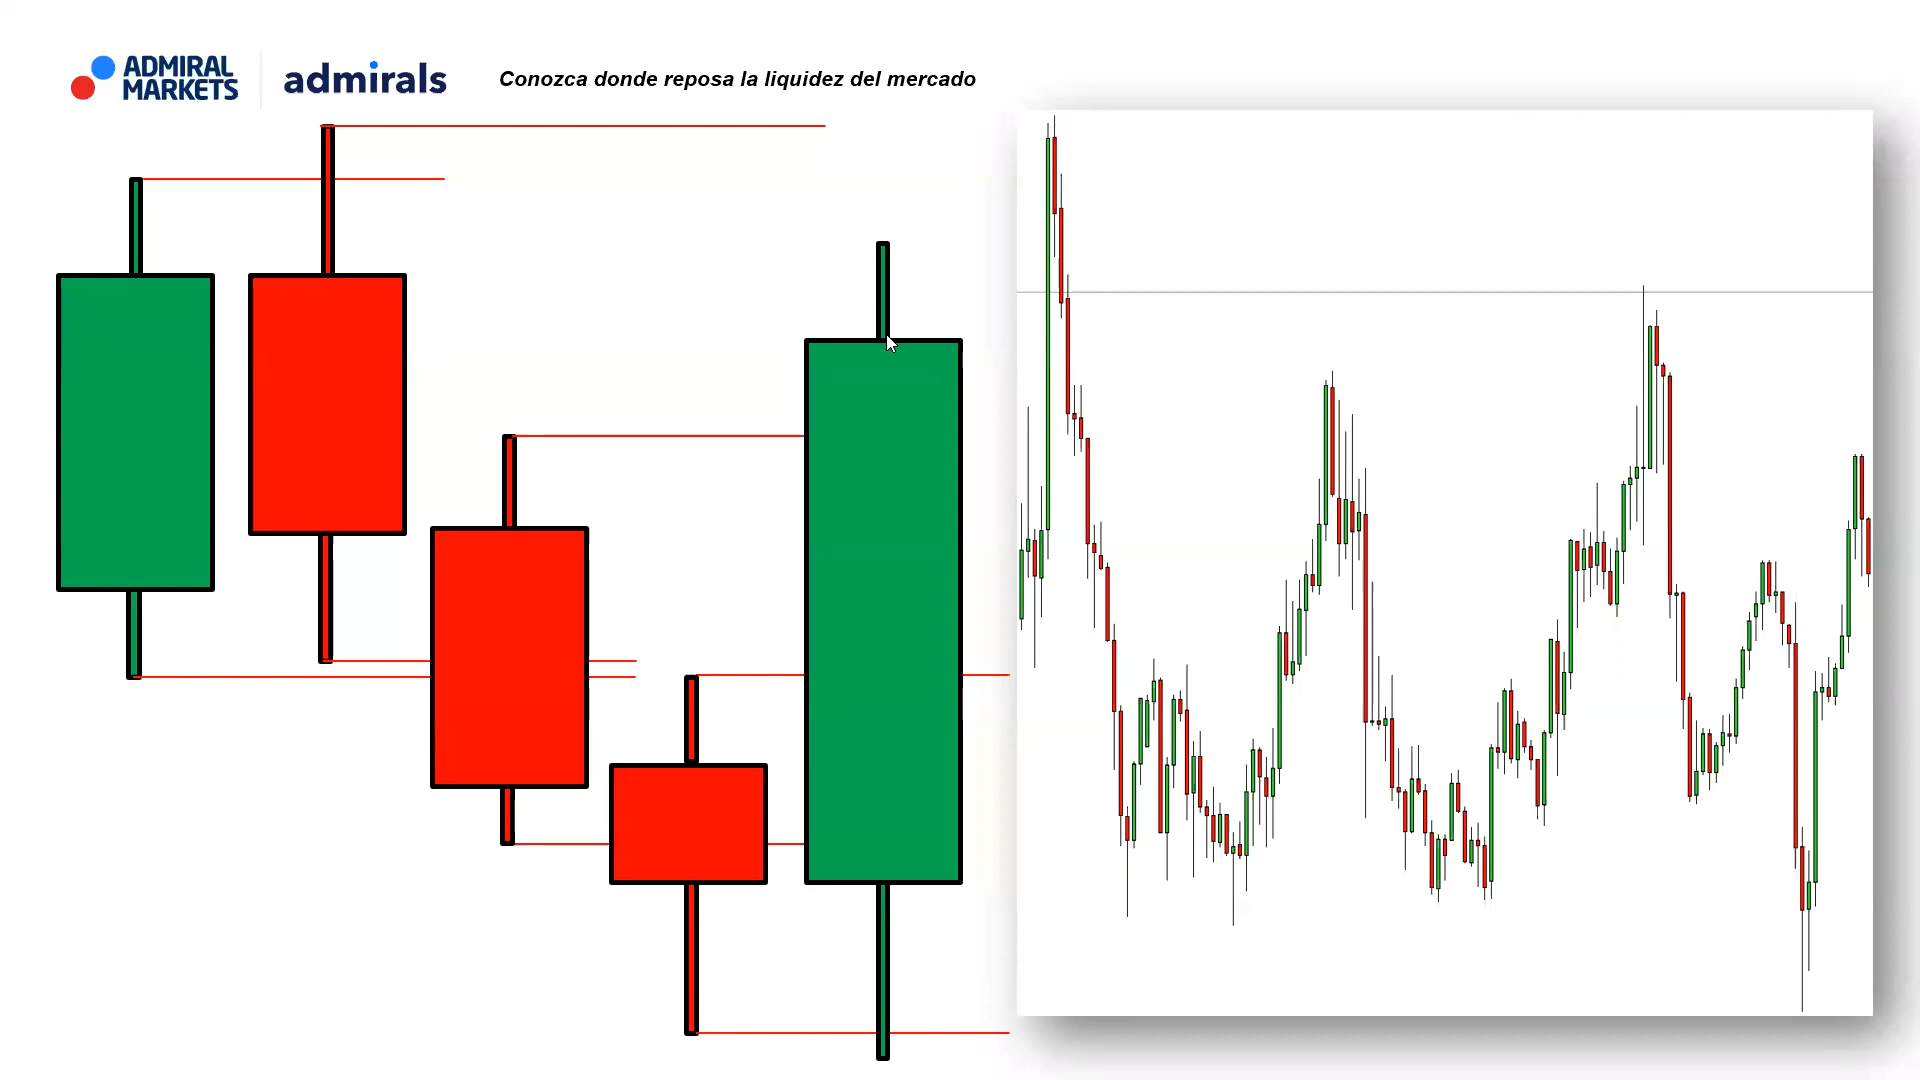 ADMIRAL
MARKETS
admirals
Conozca donde reposa la liquidez del mercado